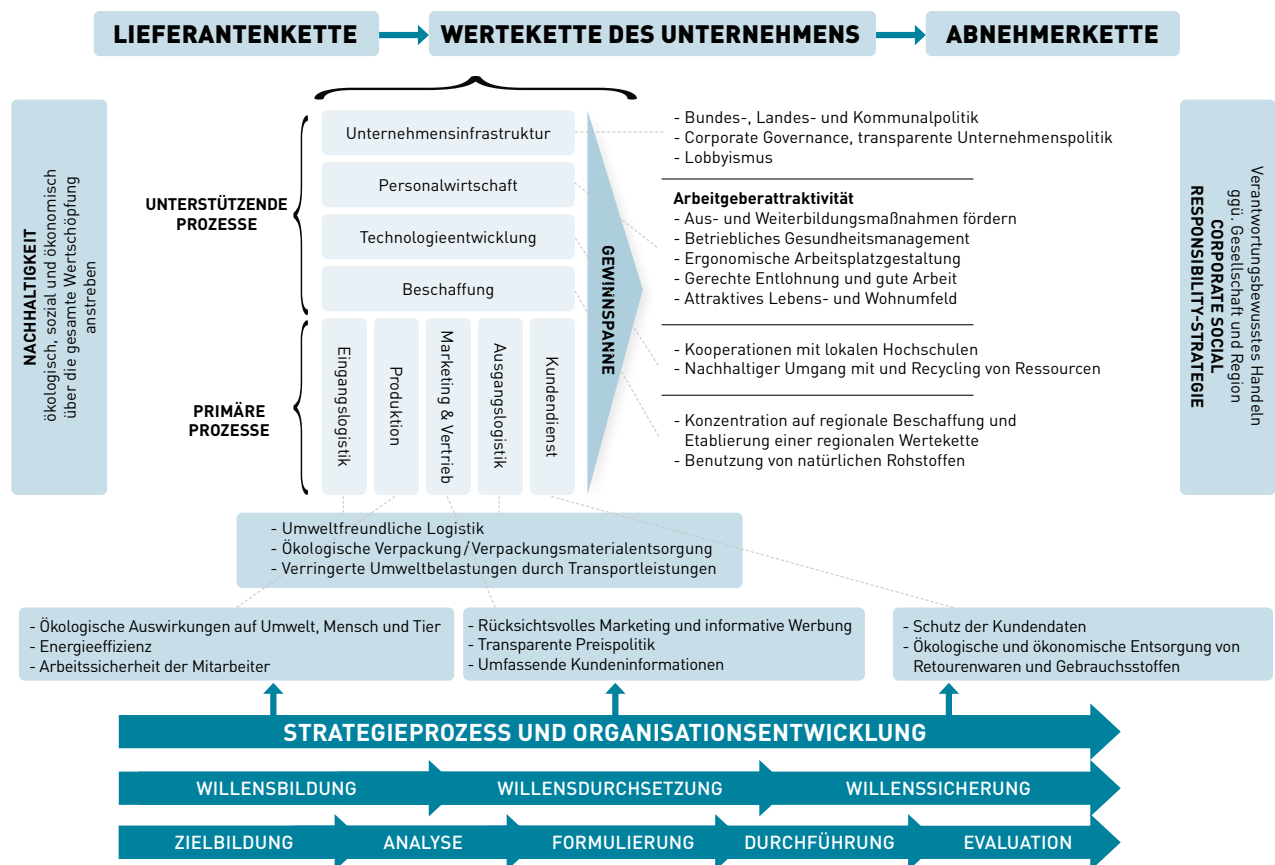 LIEFERANTENKETTE
WERTEKETTE DES UNTERNEHMENS
ABNEHMERKETTE
NACHHALTIGKEIT
ökologisch, sozial und ökonomisch
über die gesamte Wertschöpfung
anstreben
UNTERSTÜTZENDE
PROZESSE
Unternehmensinfrastruktur
Personalwirtschaft
Technologieentwicklung
Beschaffung
PRIMÄRE
PROZESSE
Eingangslogistik
Produktion
Marketing & Vertrieb
Ausgangslogistik
Kundendienst
GEWINNSPANNE
- Bundes-, Landes- und Kommunalpolitik
- Corporate Governance, transparente Unternehmenspolitik
- Lobbyismus
Arbeitgeberattraktivität
- Aus- und Weiterbildungsmaßnahmen fördern
- Betriebliches Gesundheitsmanagement
- Ergonomische Arbeitsplatzgestaltung
- Gerechte Entlohnung und gute Arbeit
- Attraktives Lebens- und Wohnumfeld
- Kooperationen mit lokalen Hochschulen
- Nachhaltiger Umgang mit und Recycling von Ressourcen
- Konzentration auf regionale Beschaffung und
Etablierung einer regionalen Wertekette
- Benutzung von natürlichen Rohstoffen
Verantwortungsbewusstes Handeln
ggü. Gesellschaft und Region
CORPORATE SOCIAL
RESPONSIBILITY-STRATEGIE
- Umweltfreundliche Logistik
- Ökologische Verpackung/Verpackungsmaterialentsorgung
- Verringerte Umweltbelastungen durch Transportleistungen
- Ökologische Auswirkungen auf Umwelt, Mensch und Tier
- Energieeffizienz
- Arbeitssicherheit der Mitarbeiter
- Rücksichtsvolles Marketing und informative Werbung
- Transparente Preispolitik
- Umfassende Kundeninformationen
- Schutz der Kundendaten
- Ökologische und ökonomische Entsorgung von
Retourenwaren und Gebrauchsstoffen
STRATEGIEPROZESS UND ORGANISATIONSENTWICKLUNG
WILLENSBILDUNG
WILLENSDURCHSETZUNG
WILLENSSICHERUNG
ZIELBILDUNG
ANALYSE
FORMULIERUNG
DURCHFÜHRUNG
EVALUATION